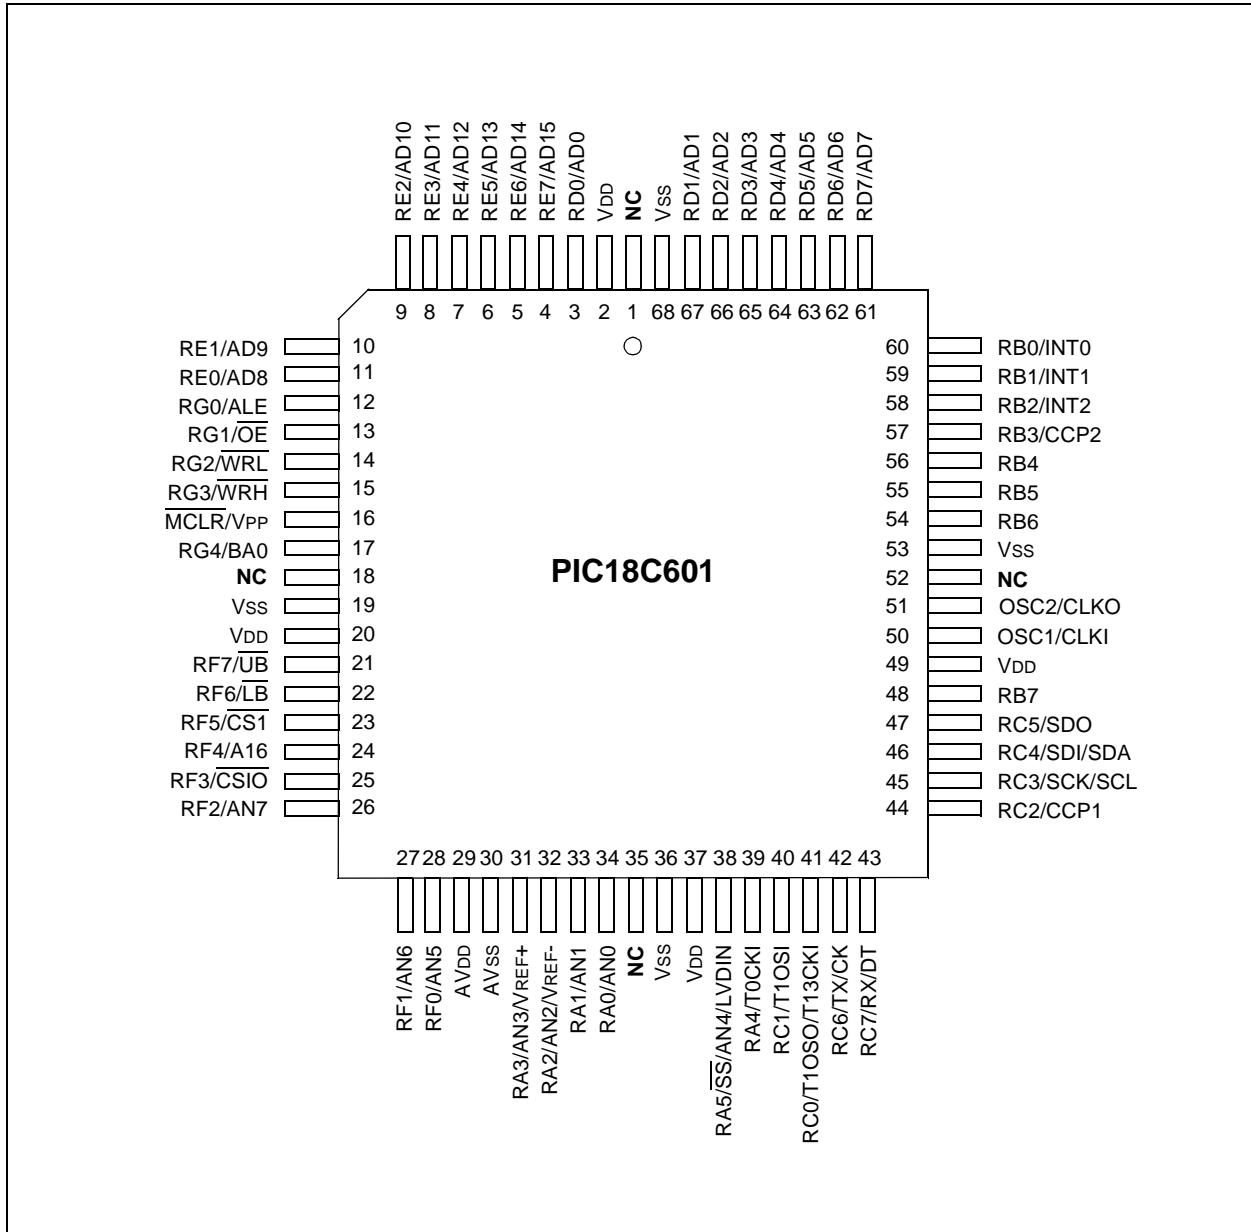 RE2/AD10 RE3/AD11 RE4/AD12 RE5/AD13 RE6/AD14 RE7/AD15 RD0/AD0 VDD NC VSS RD1/AD1 RD2/AD2 RD3/AD3 RD4/AD4 RD5/AD5 RD6/AD6 RD7/AD7
9 8 7 6 5 4 3 2 1 68 67 66 65 64 63 62 61
RE1/AD9 10 60 RB0/INT0
RE0/AD8 11 59 RB1/INT1
RG0/ALE 12 58 RB2/INT2
RG1/O̅E̅ 13 57 RB3/CCP2
RG2/W̅R̅L̅ 14 56 RB4
RG3/W̅R̅H̅ 15 55 RB5
M̅C̅L̅R̅/VPP 16 54 RB6
RG4/BA0 17 53 VSS
NC 18 52 NC
VSS 19 51 OSC2/CLKO
VDD 20 50 OSC1/CLKI
RF7/U̅B̅ 21 49 VDD
RF6/L̅B̅ 22 48 RB7
RF5/C̅S̅1̅ 23 47 RC5/SDO
RF4/A16 24 46 RC4/SDI/SDA
RF3/C̅S̅I̅O̅ 25 45 RC3/SCK/SCL
RF2/AN7 26 44 RC2/CCP1
PIC18C601
27 28 29 30 31 32 33 34 35 36 37 38 39 40 41 42 43
RF1/AN6 RF0/AN5 AVDD AVSS RA3/AN3/VREF+ RA2/AN2/VREF- RA1/AN1 RA0/AN0 NC VSS VDD RA5/S̅S̅/AN4/LVDIN RA4/T0CKI RC1/T1OSI RC0/T1OSO/T13CKI RC6/TX/CK RC7/RX/DT